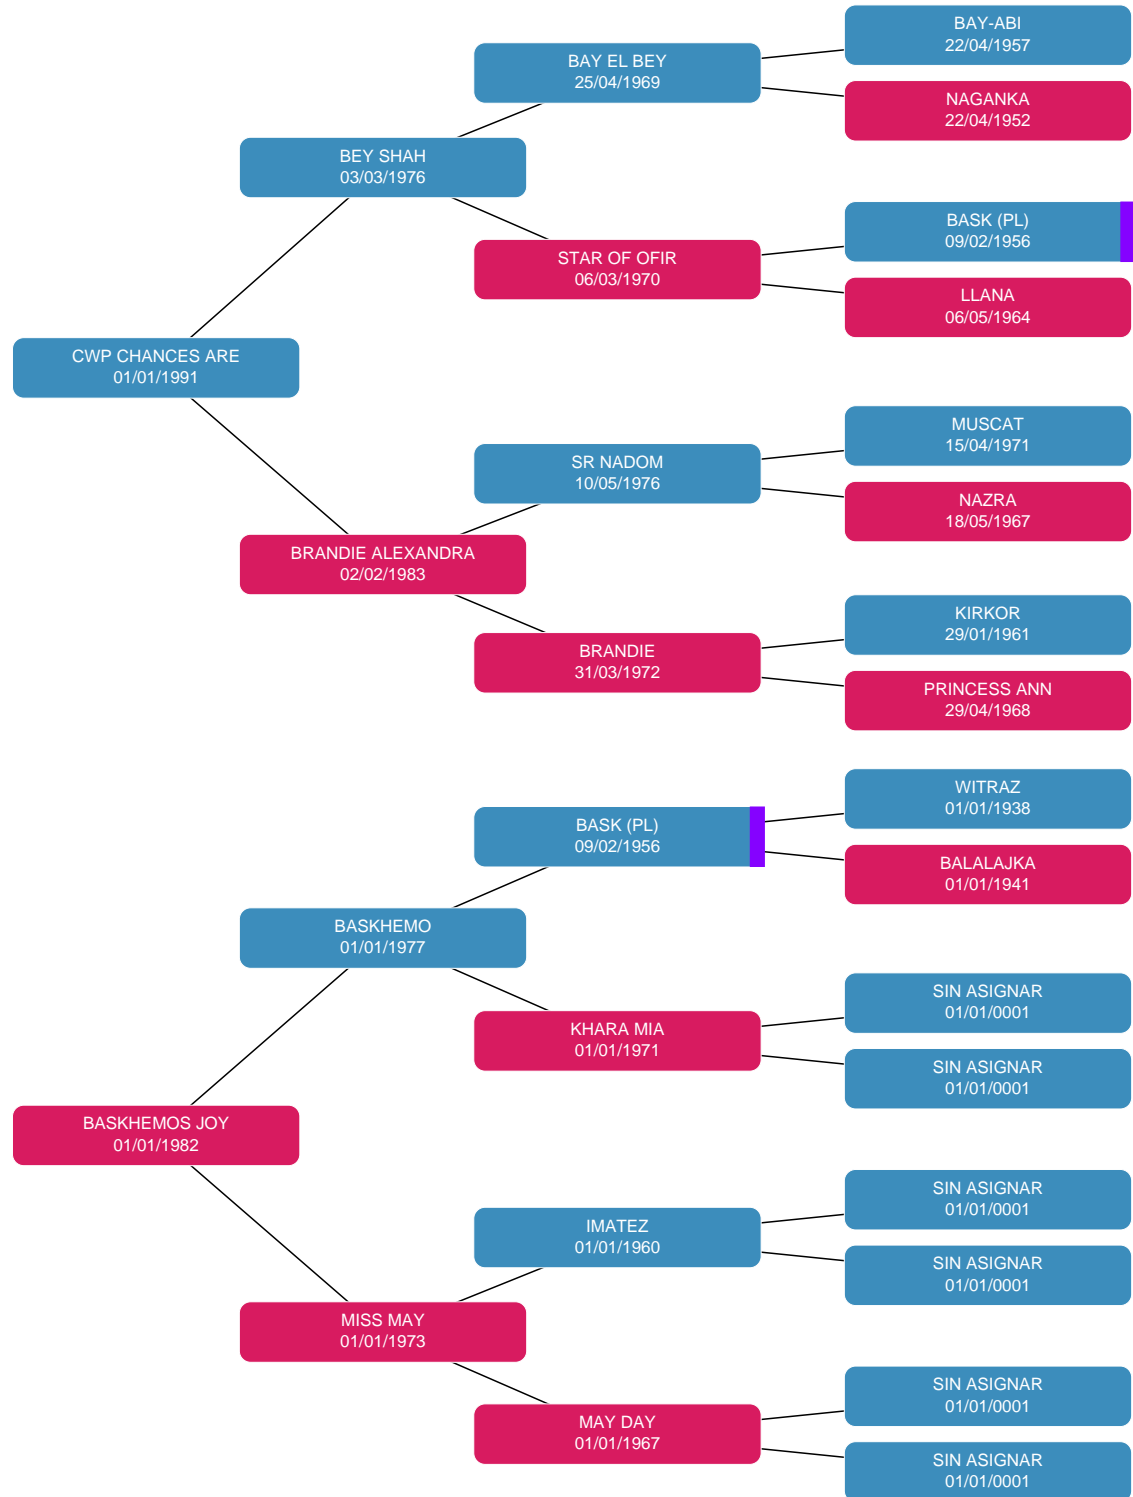 BAY-ABI
22/04/1957
BAY EL BEY
25/04/1969
NAGANKA
22/04/1952
BEY SHAH
03/03/1976
BASK (PL)
09/02/1956
STAR OF OFIR
06/03/1970
LLANA
06/05/1964
CWP CHANCES ARE
01/01/1991
MUSCAT
15/04/1971
SR NADOM
10/05/1976
NAZRA
18/05/1967
BRANDIE ALEXANDRA
02/02/1983
KIRKOR
29/01/1961
BRANDIE
31/03/1972
PRINCESS ANN
29/04/1968
WITRAZ
01/01/1938
BASK (PL)
09/02/1956
BALALAJKA
01/01/1941
BASKHEMO
01/01/1977
SIN ASIGNAR
01/01/0001
KHARA MIA
01/01/1971
SIN ASIGNAR
01/01/0001
BASKHEMOS JOY
01/01/1982
SIN ASIGNAR
01/01/0001
IMATEZ
01/01/1960
SIN ASIGNAR
01/01/0001
MISS MAY
01/01/1973
SIN ASIGNAR
01/01/0001
MAY DAY
01/01/1967
SIN ASIGNAR
01/01/0001